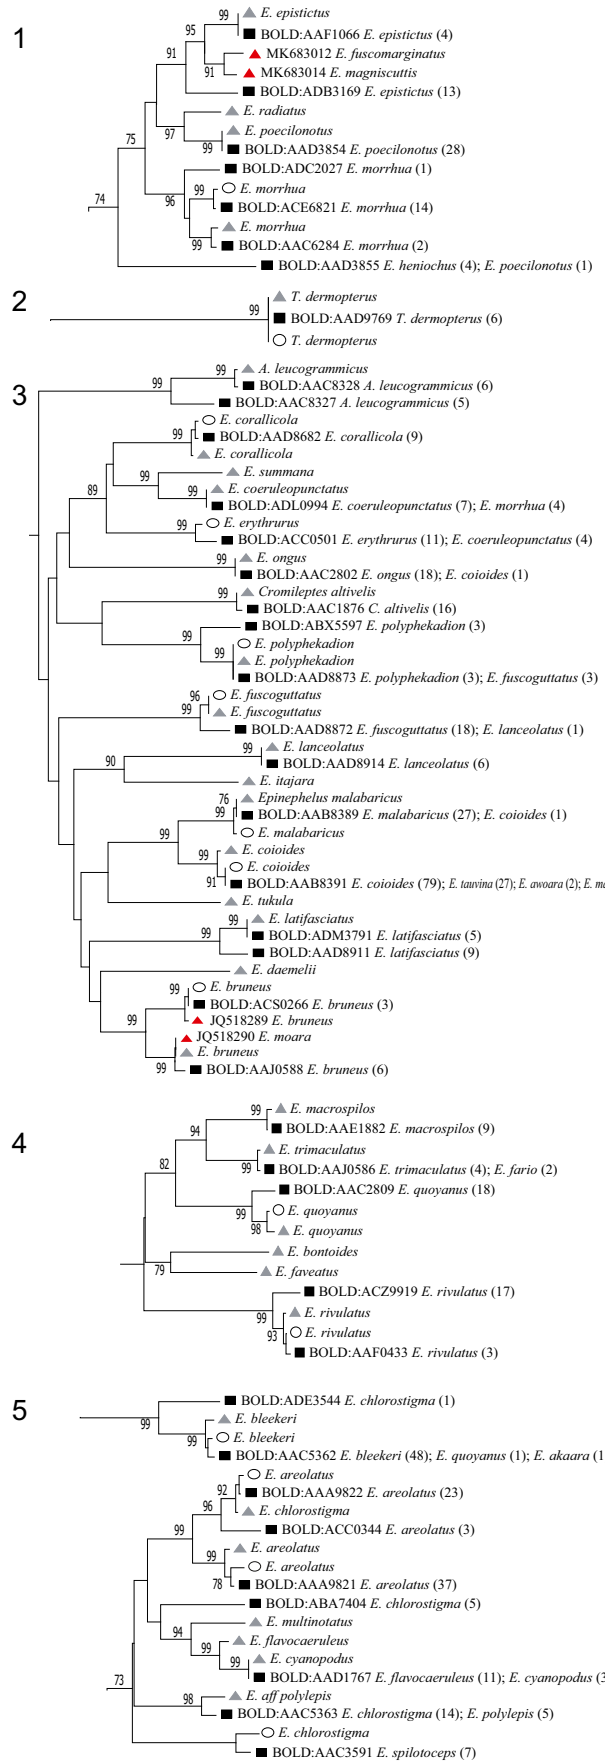 1
99
E. epistictus
BOLD:AAF1066 E. epistictus (4)
95
91
MK683012 E. fuscomarginatus
91
MK683014 E. magniscuttis
BOLD:ADB3169 E. epistictus (13)
E. radiatus
97
E. poecilonotus
75
99
BOLD:AAD3854 E. poecilonotus (28)
BOLD:ADC2027 E. morrhua (1)
99
E. morrhua
74
96
BOLD:ACE6821 E. morrhua (14)
E. morrhua
99
BOLD:AAC6284 E. morrhua (2)
BOLD:AAD3855 E. heniochus (4); E. poecilonotus (1)
2
T. dermopterus
99
BOLD:AAD9769 T. dermopterus (6)
T. dermopterus
3
99
A. leucogrammicus
99
BOLD:AAC8328 A. leucogrammicus (6)
BOLD:AAC8327 A. leucogrammicus (5)
E. corallicola
99
BOLD:AAD8682 E. corallicola (9)
E. corallicola
E. summana
99
E. coeruleopunctatus
89
99
BOLD:ADL0994 E. coeruleopunctatus (7); E. morrhua (4)
E. erythrurus
99
BOLD:ACC0501 E. erythrurus (11); E. coeruleopunctatus (4)
E. ongus
99
BOLD:AAC2802 E. ongus (18); E. coioides (1)
99
Cromileptes altivelis
BOLD:AAC1876 C. altivelis (16)
BOLD:ABX5597 E. polyphekadion (3)
99
E. polyphekadion
99
E. polyphekadion
BOLD:AAD8873 E. polyphekadion (3); E. fuscoguttatus (3)
96
E. fuscoguttatus
99
E. fuscoguttatus
BOLD:AAD8872 E. fuscoguttatus (18); E. lanceolatus (1)
99
E. lanceolatus
BOLD:AAD8914 E. lanceolatus (6)
90
E. itajara
76
Epinephelus malabaricus
99
BOLD:AAB8389 E. malabaricus (27); E. coioides (1)
E. malabaricus
99
E. coioides
99
E. coioides
91
BOLD:AAB8391 E. coioides (79); E. tauvina (27); E. awoara (2); E. ma
E. tukula
99
E. latifasciatus
99
BOLD:ADM3791 E. latifasciatus (5)
BOLD:AAD8911 E. latifasciatus (9)
E. daemelii
E. bruneus
99
BOLD:ACS0266 E. bruneus (3)
99
JQ518289 E. bruneus
JQ518290 E. moara
E. bruneus
99
BOLD:AAJ0588 E. bruneus (6)
4
99
E. macrospilos
94
BOLD:AAE1882 E. macrospilos (9)
E. trimaculatus
82
99
BOLD:AAJ0586 E. trimaculatus (4); E. fario (2)
BOLD:AAC2809 E. quoyanus (18)
99
E. quoyanus
98
E. quoyanus
E. bontoides
79
E. faveatus
BOLD:ACZ9919 E. rivulatus (17)
99
E. rivulatus
93
E. rivulatus
BOLD:AAF0433 E. rivulatus (3)
5
BOLD:ADE3544 E. chlorostigma (1)
99
E. bleekeri
99
E. bleekeri
BOLD:AAC5362 E. bleekeri (48); E. quoyanus (1); E. akaara (1
E. areolatus
92
BOLD:AAA9822 E. areolatus (23)
96
E. chlorostigma
BOLD:ACC0344 E. areolatus (3)
99
E. areolatus
99
E. areolatus
78
BOLD:AAA9821 E. areolatus (37)
BOLD:ABA7404 E. chlorostigma (5)
E. multinotatus
94
E. flavocaeruleus
99
E. cyanopodus
99
BOLD:AAD1767 E. flavocaeruleus (11); E. cyanopodus (3
73
E. aff polylepis
98
BOLD:AAC5363 E. chlorostigma (14); E. polylepis (5)
E. chlorostigma
BOLD:AAC3591 E. spilotoceps (7)